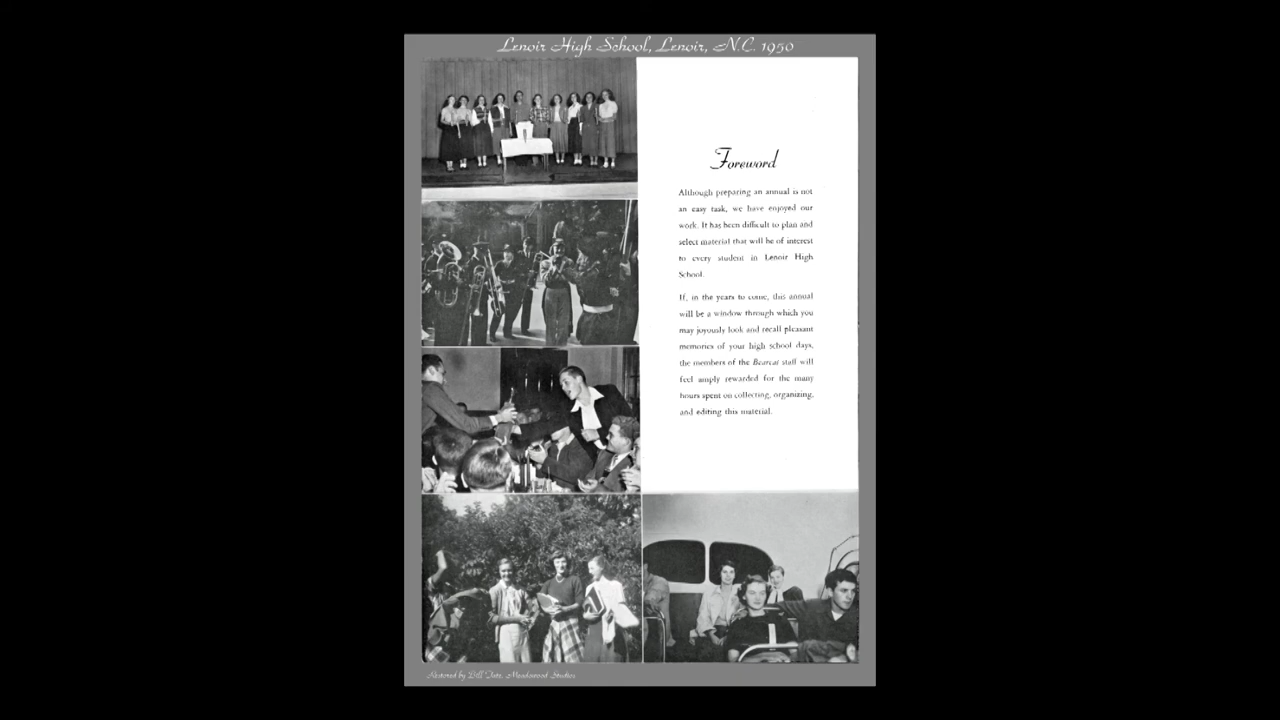 Lenoir High School, Lenoir, N.C. 1950
Foreword
Although preparing an annual is not
an easy task, we have enjoyed our
work. It has been difficult to plan and
select material that will be of interest
to every student in Lenoir High
School.
If, in the years to come, this annual
will be a window through which you
may joyously look and recall pleasant
memories of your high school days,
the members of the Bearcat staff will
feel amply rewarded for the many
hours spent on collecting, organizing,
and editing this material.
Restored by Bill Tate, Meadowood Studios